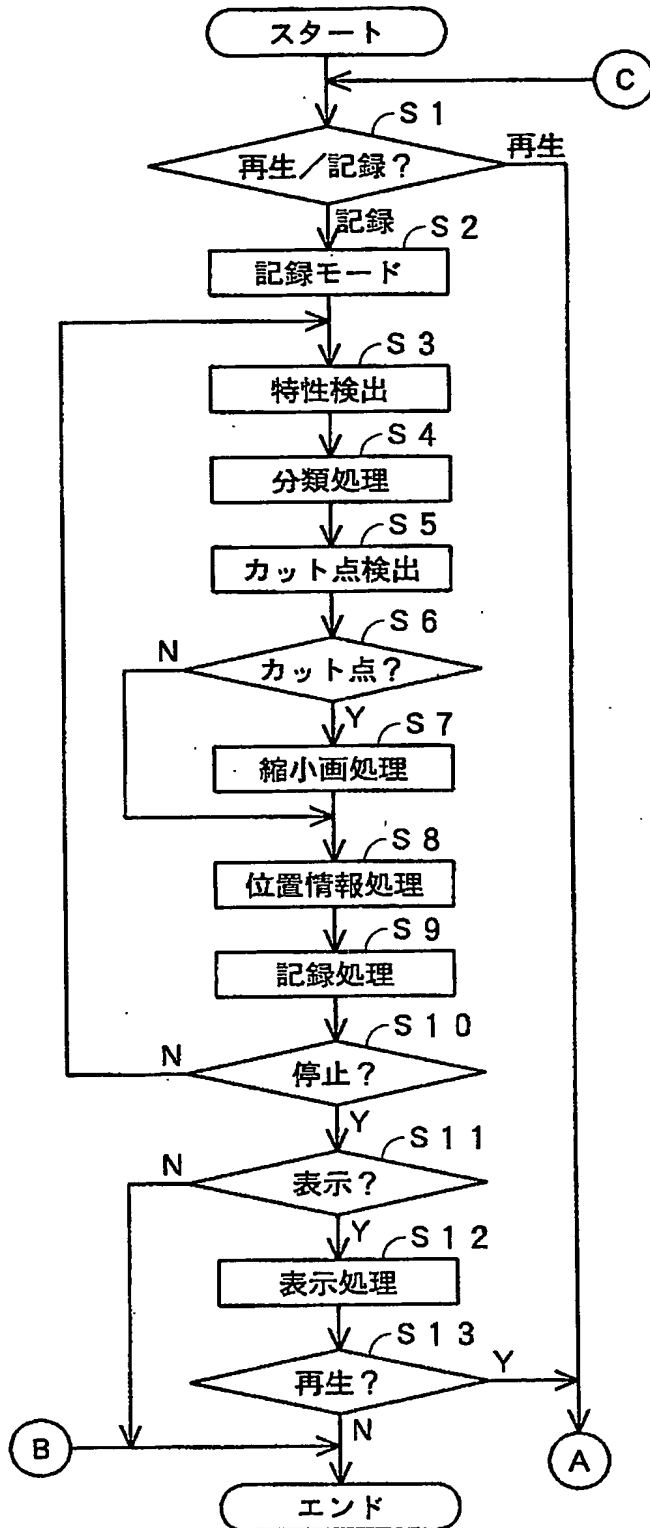 スタート
C
S1
再生/記録?
再生
記録
S2
記録モード
S3
特性検出
S4
分類処理
S5
カット点検出
S6
N
カット点?
Y
S7
縮小画処理
S8
位置情報処理
S9
記録処理
S10
N
停止?
Y
S11
N
表示?
Y
S12
表示処理
S13
再生?
Y
N
B
A
エンド